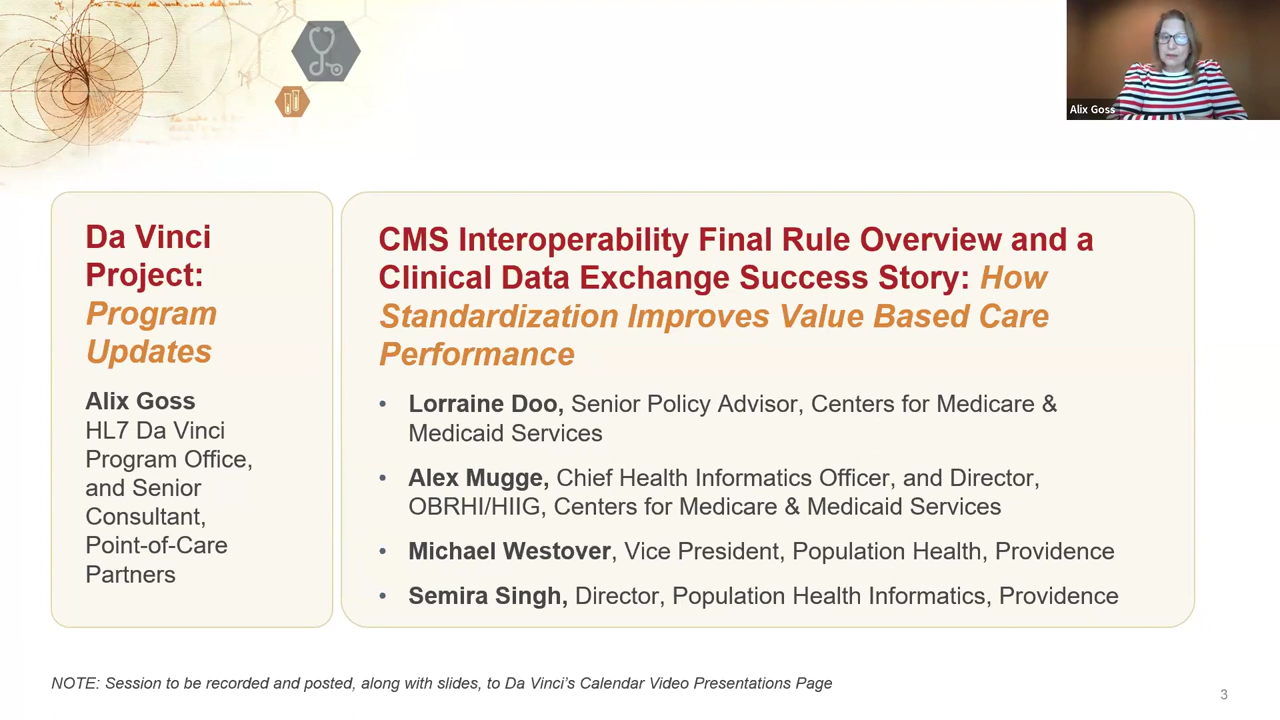 Alix Goss
Da Vinci
Project:
Program
Updates
Alix Goss
HL7 Da Vinci
Program Office,
and Senior
Consultant,
Point-of-Care
Partners
CMS Interoperability Final Rule Overview and a
Clinical Data Exchange Success Story: How
Standardization Improves Value Based Care
Performance
• Lorraine Doo, Senior Policy Advisor, Centers for Medicare &
Medicaid Services
• Alex Mugge, Chief Health Informatics Officer, and Director,
OBRHI/HIIG, Centers for Medicare & Medicaid Services
• Michael Westover, Vice President, Population Health, Providence
• Semira Singh, Director, Population Health Informatics, Providence
NOTE: Session to be recorded and posted, along with slides, to Da Vinci’s Calendar Video Presentations Page
3